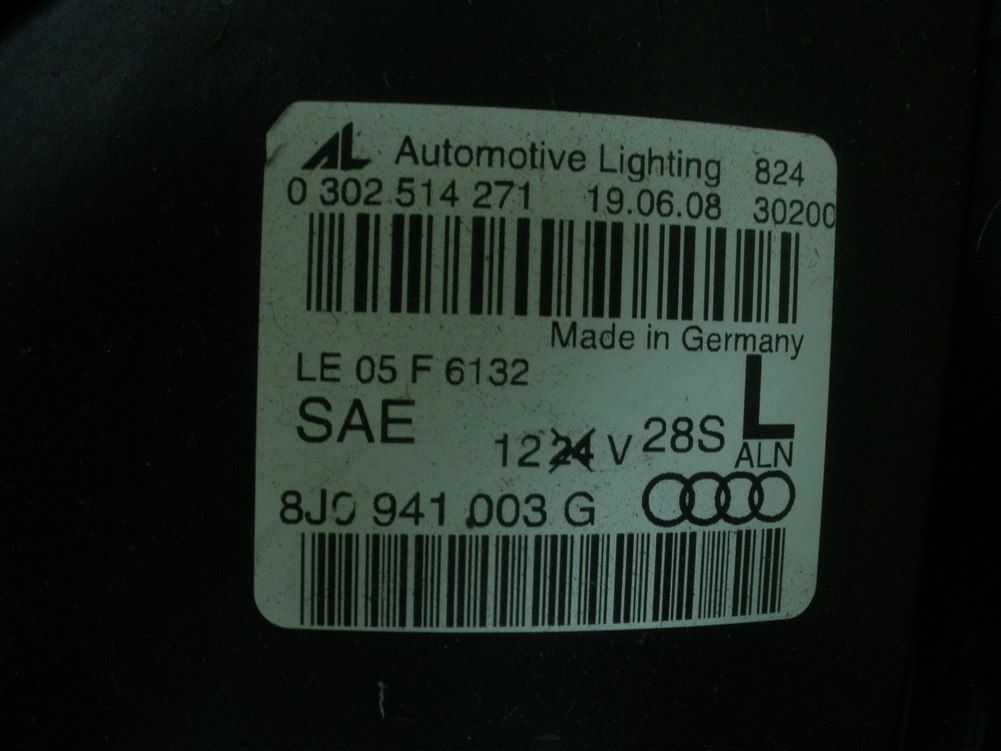 AL Automotive Lighting 824
0 302 514 271 19.06.08 30200
Made in Germany
LE 05 F 6132
SAE 12 24 V 28S L
ALN
8J0 941 003 G